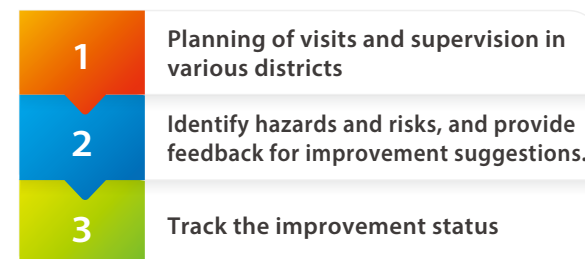 1
Planning of visits and supervision in
various districts
2
Identify hazards and risks, and provide
feedback for improvement suggestions.
3
Track the improvement status